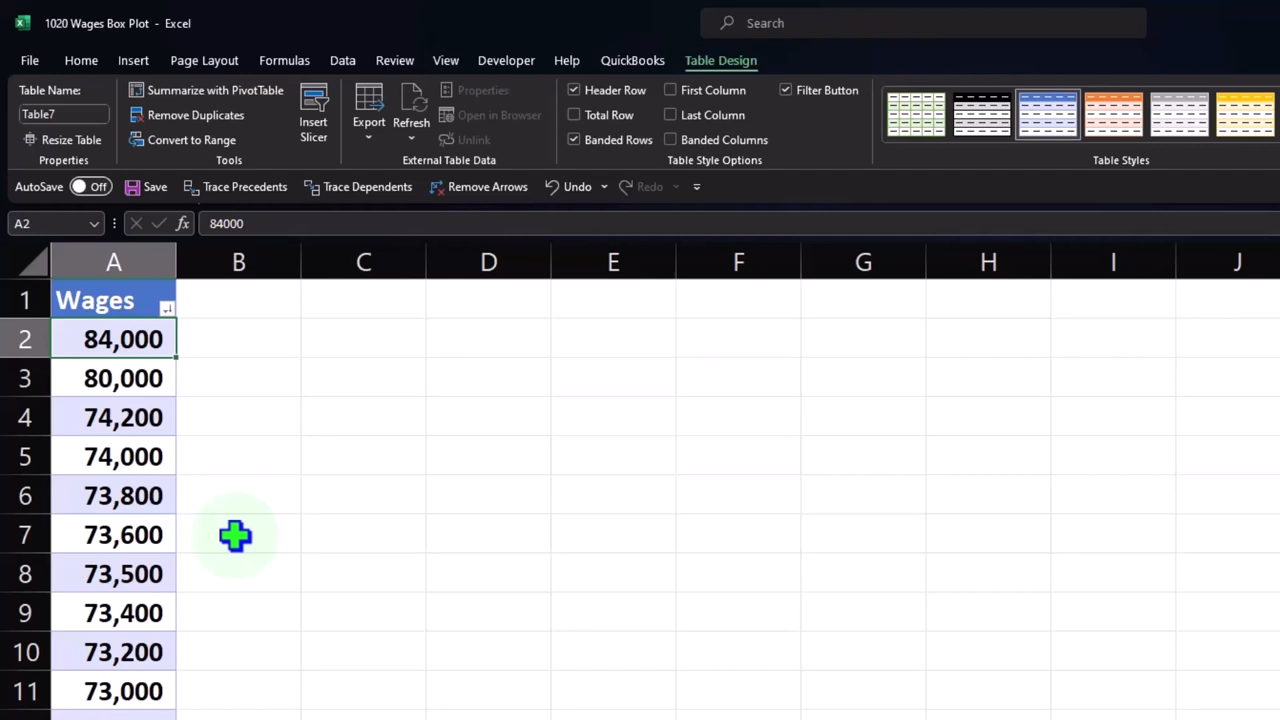 1020 Wages Box Plot - Excel
Search
File Home Insert Page Layout Formulas Data Review View Developer Help QuickBooks Table Design
Table Name:
Table7
Resize Table
Properties
Summarize with PivotTable
Remove Duplicates
Convert to Range
Tools
Insert
Slicer
Export
Refresh
Properties
Open in Browser
Unlink
External Table Data
Header Row
Total Row
Banded Rows
First Column
Last Column
Banded Columns
Filter Button
Table Style Options
Table Styles
AutoSave Off Save Trace Precedents Trace Dependents Remove Arrows Undo Redo
A2 fx 84000
A B C D E F G H I J
1 Wages
2 84,000
3 80,000
4 74,200
5 74,000
6 73,800
7 73,600
8 73,500
9 73,400
10 73,200
11 73,000